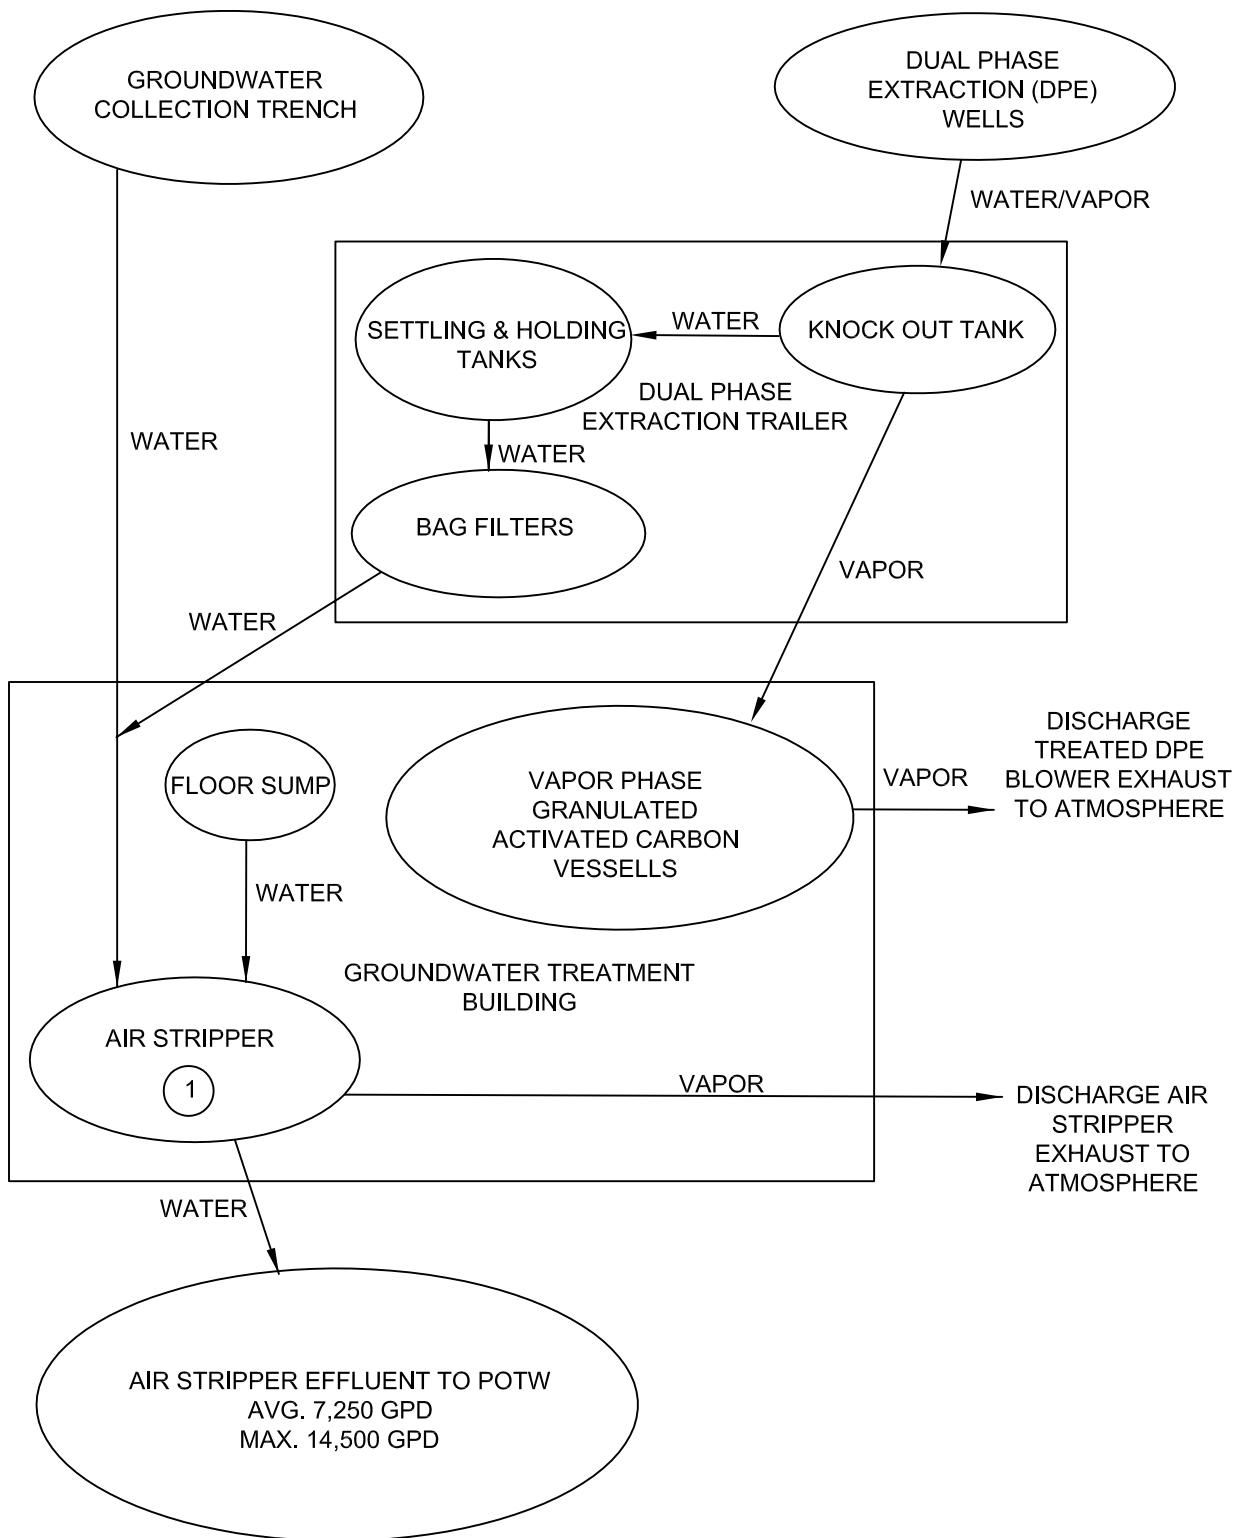 GROUNDWATER
COLLECTION TRENCH
DUAL PHASE
EXTRACTION (DPE)
WELLS
WATER/VAPOR
SETTLING & HOLDING
TANKS
WATER
KNOCK OUT TANK
DUAL PHASE
EXTRACTION TRAILER
WATER
WATER
BAG FILTERS
VAPOR
WATER
FLOOR SUMP
VAPOR PHASE
GRANULATED
ACTIVATED CARBON
VESSELLS
VAPOR
DISCHARGE
TREATED DPE
BLOWER EXHAUST
TO ATMOSPHERE
WATER
GROUNDWATER TREATMENT
BUILDING
AIR STRIPPER
1
VAPOR
DISCHARGE AIR
STRIPPER
EXHAUST TO
ATMOSPHERE
WATER
AIR STRIPPER EFFLUENT TO POTW
AVG. 7,250 GPD
MAX. 14,500 GPD